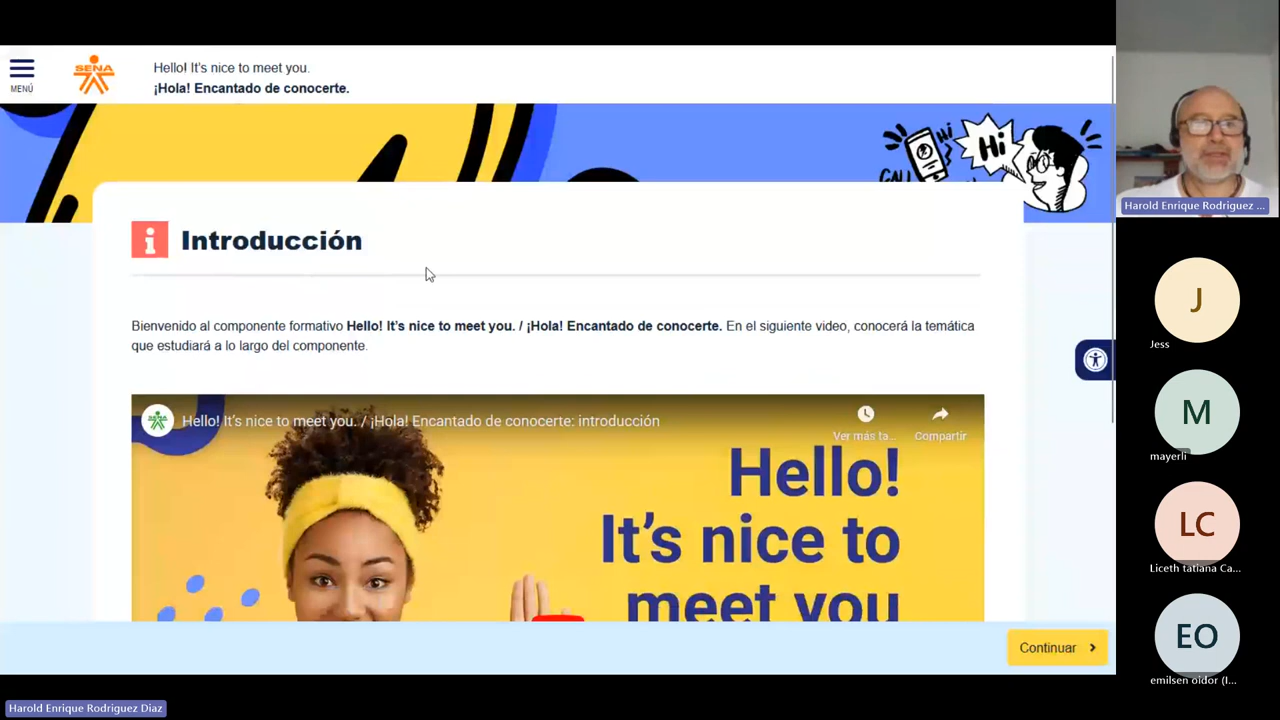 MENÚ
SENA
Hello! It's nice to meet you.
¡Hola! Encantado de conocerte.
HI
Hi
CALL
Introducción
Bienvenido al componente formativo Hello! It's nice to meet you. / ¡Hola! Encantado de conocerte. En el siguiente video, conocerá la temática
que estudiará a lo largo del componente.
Hello! It's nice to meet you. / ¡Hola! Encantado de conocerte: introducción
Ver más ta...
Compartir
Hello!
It's nice to
meet you
Continuar
Harold Enrique Rodriguez Diaz
Harold Enrique Rodriguez ...
J
Jess
M
mayerli
LC
Liceth tatiana Ca...
EO
emilsen oidor (I...